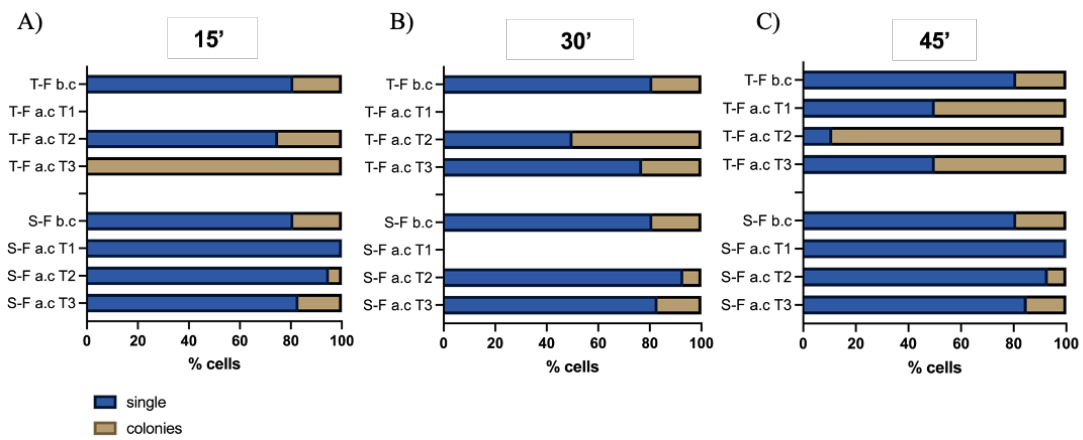 A)
15’
T-F b.c
T-F a.c T1
T-F a.c T2
T-F a.c T3
S-F b.c
S-F a.c T1
S-F a.c T2
S-F a.c T3
0 20 40 60 80 100
% cells
B)
30’
T-F b.c
T-F a.c T1
T-F a.c T2
T-F a.c T3
S-F b.c
S-F a.c T1
S-F a.c T2
S-F a.c T3
0 20 40 60 80 100
% cells
C)
45’
T-F b.c
T-F a.c T1
T-F a.c T2
T-F a.c T3
S-F b.c
S-F a.c T1
S-F a.c T2
S-F a.c T3
0 20 40 60 80 100
% cells
single
colonies